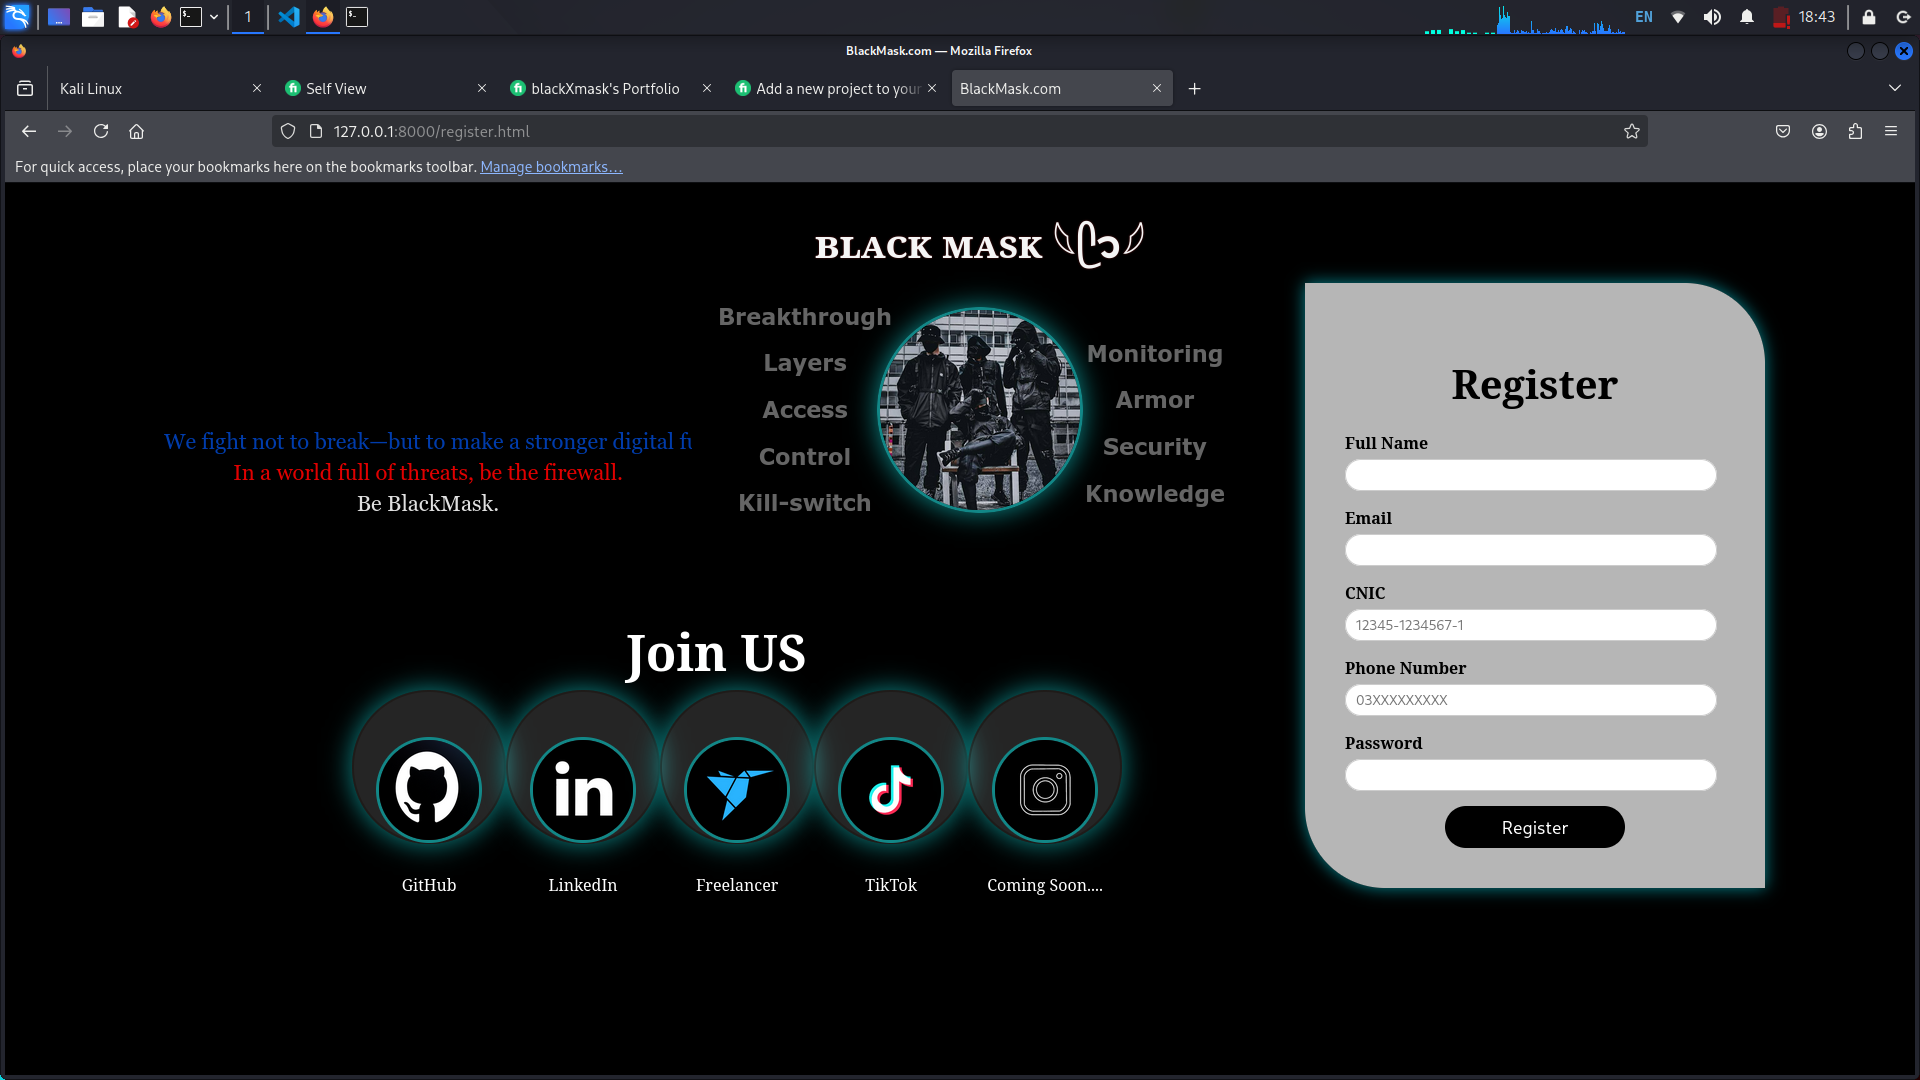 1
EN
18:43
BlackMask.com — Mozilla Firefox
Kali Linux
Self View
blackXmask's Portfolio
Add a new project to your
BlackMask.com
127.0.0.1:8000/register.html
For quick access, place your bookmarks here on the bookmarks toolbar. Manage bookmarks...
BLACK MASK
We fight not to break—but to make a stronger digital fu
In a world full of threats, be the firewall.
Be BlackMask.
Breakthrough
Layers
Access
Control
Kill-switch
Monitoring
Armor
Security
Knowledge
Join US
GitHub
LinkedIn
Freelancer
TikTok
Coming Soon....
Register
Full Name
Email
CNIC
12345-1234567-1
Phone Number
03XXXXXXXXX
Password
Register